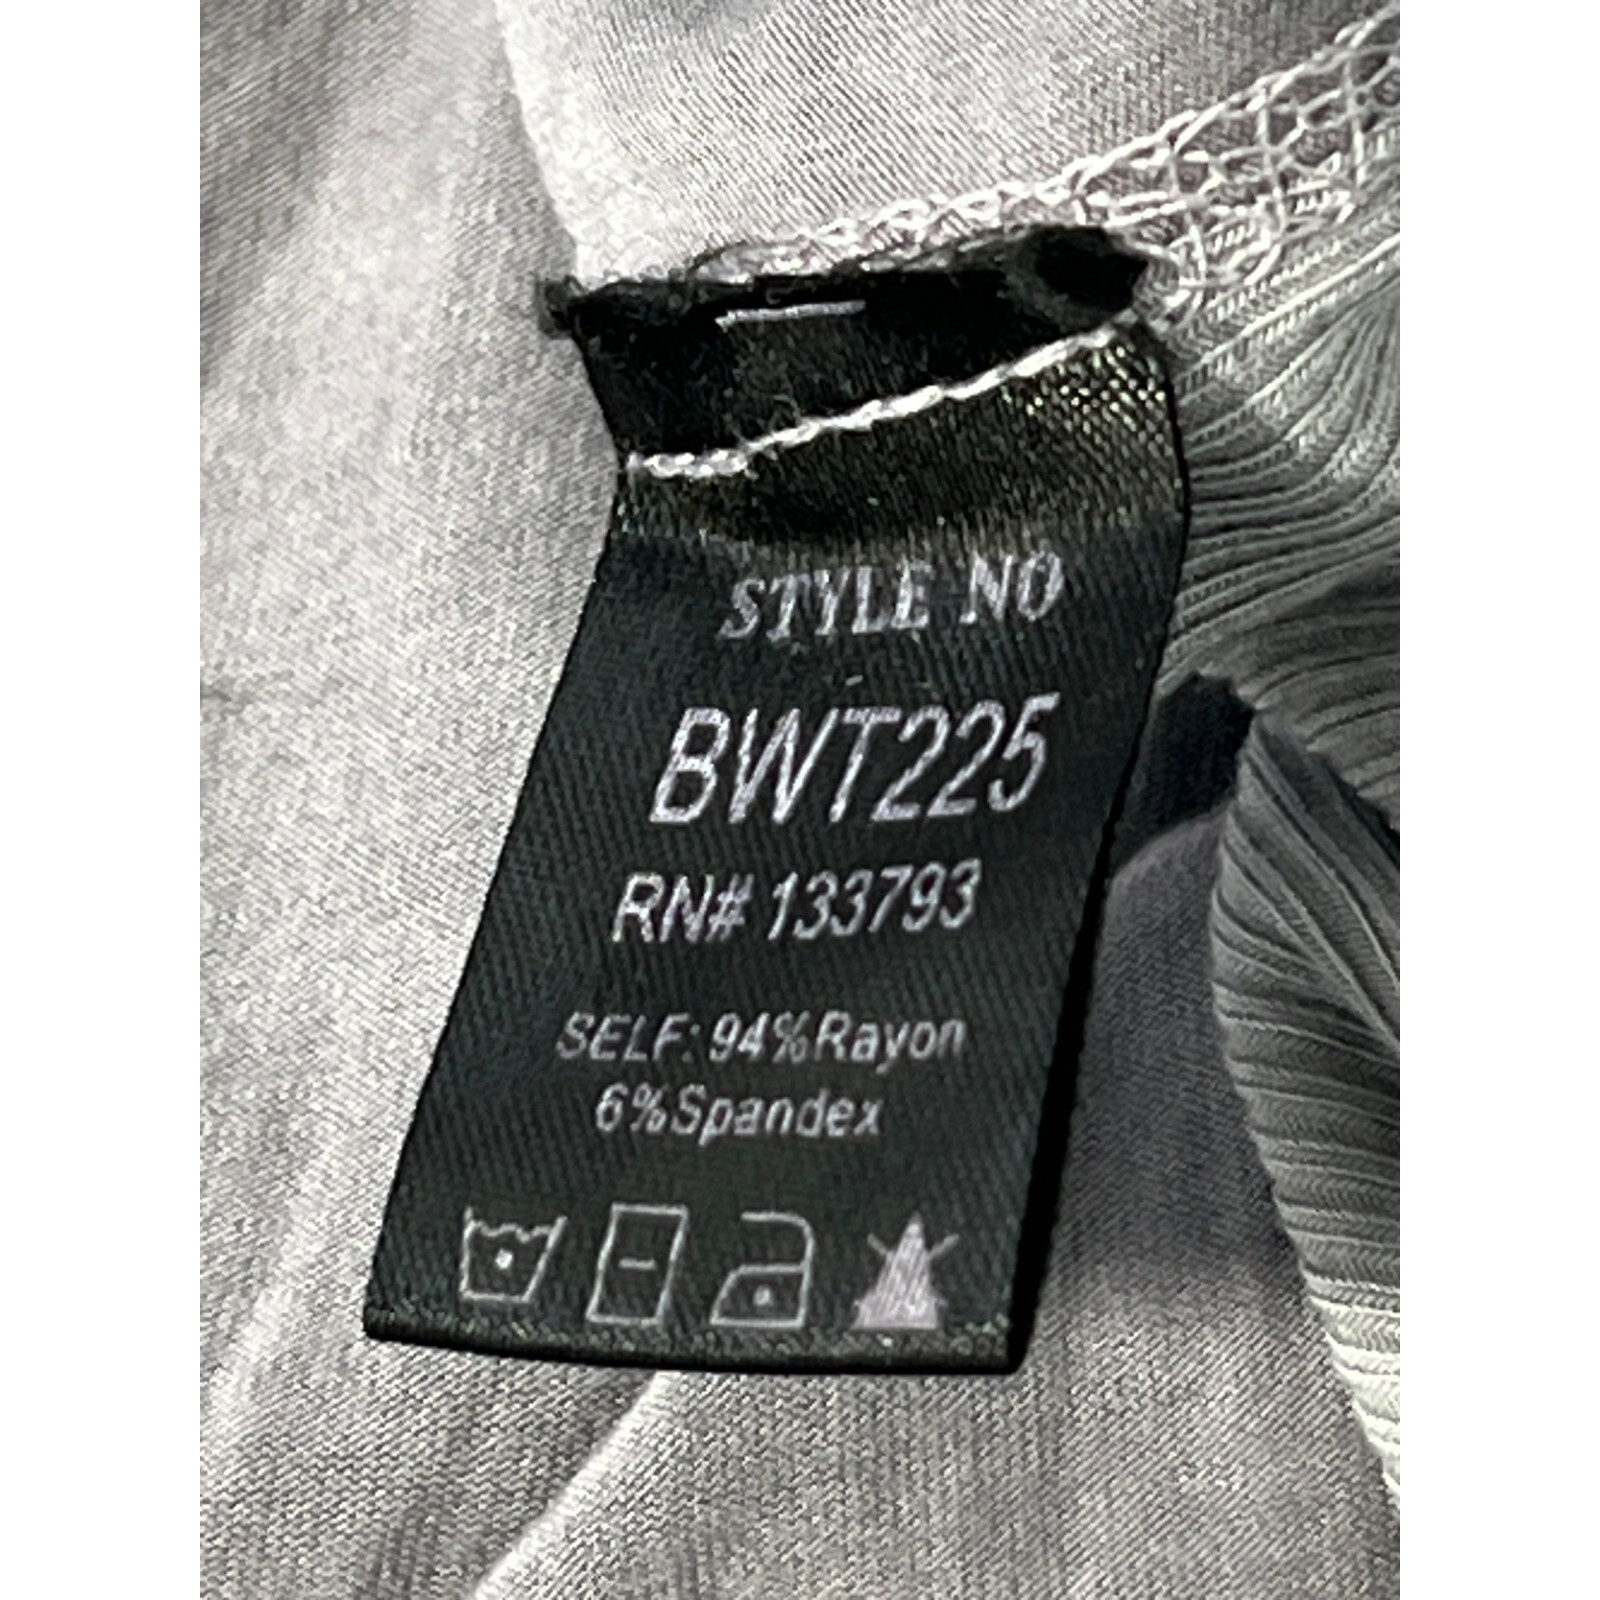 STYLE NO
BWT225
RN# 133793
SELF: 94%Rayon
6%Spandex